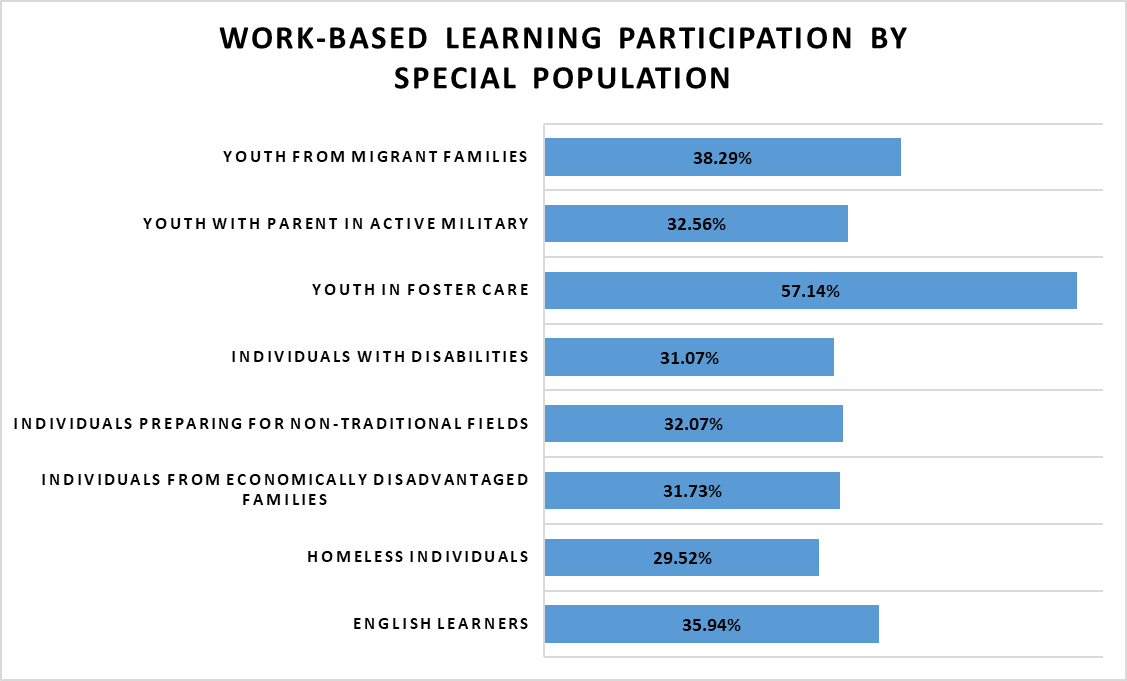 WORK-BASED LEARNING PARTICIPATION BY
SPECIAL POPULATION
YOUTH FROM MIGRANT FAMILIES
38.29%
YOUTH WITH PARENT IN ACTIVE MILITARY
32.56%
YOUTH IN FOSTER CARE
57.14%
INDIVIDUALS WITH DISABILITIES
31.07%
INDIVIDUALS PREPARING FOR NON-TRADITIONAL FIELDS
32.07%
INDIVIDUALS FROM ECONOMICALLY DISADVANTAGED
FAMILIES
31.73%
HOMELESS INDIVIDUALS
29.52%
ENGLISH LEARNERS
35.94%